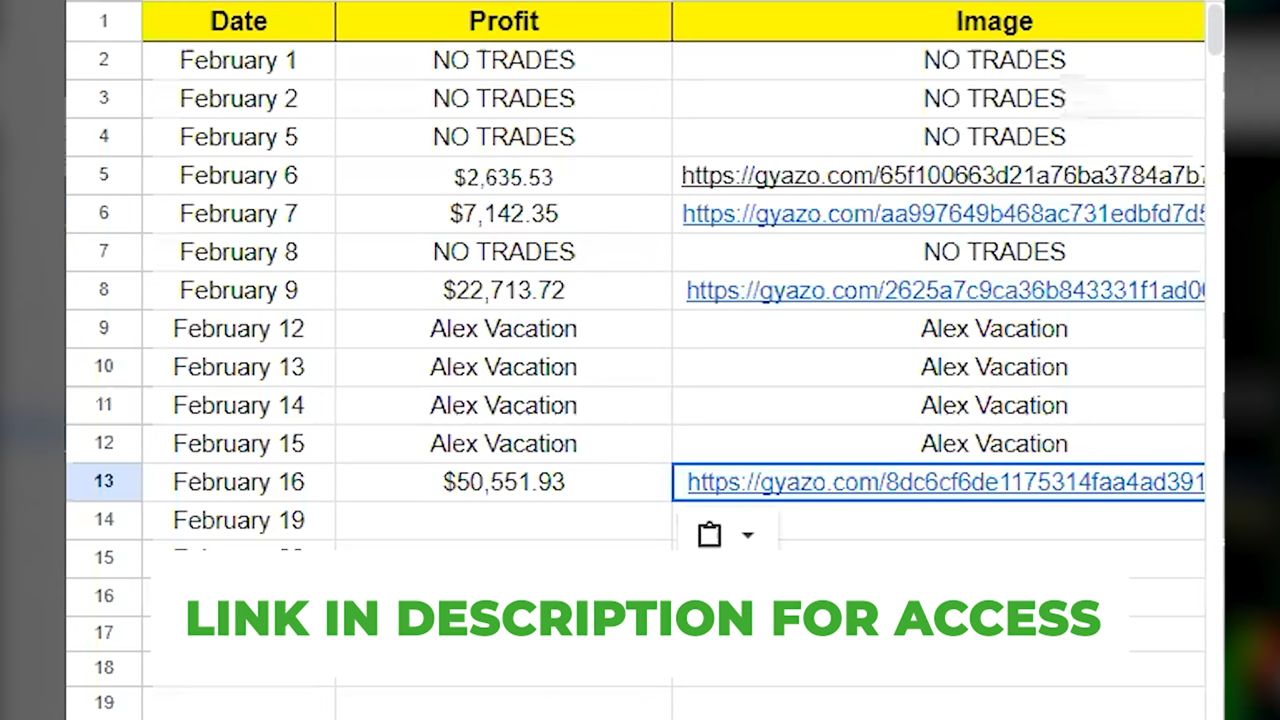 1 Date Profit Image
2 February 1 NO TRADES NO TRADES
3 February 2 NO TRADES NO TRADES
4 February 5 NO TRADES NO TRADES
5 February 6 $2,635.53 https://gyazo.com/65f100663d21a76ba3784a7b7
6 February 7 $7,142.35 https://gyazo.com/aa997649b468ac731edbfd7d5
7 February 8 NO TRADES NO TRADES
8 February 9 $22,713.72 https://gyazo.com/2625a7c9ca36b843331f1ad0
9 February 12 Alex Vacation Alex Vacation
10 February 13 Alex Vacation Alex Vacation
11 February 14 Alex Vacation Alex Vacation
12 February 15 Alex Vacation Alex Vacation
13 February 16 $50,551.93 https://gyazo.com/8dc6cf6de1175314faa4ad391
14 February 19
15
16
LINK IN DESCRIPTION FOR ACCESS
17
18
19